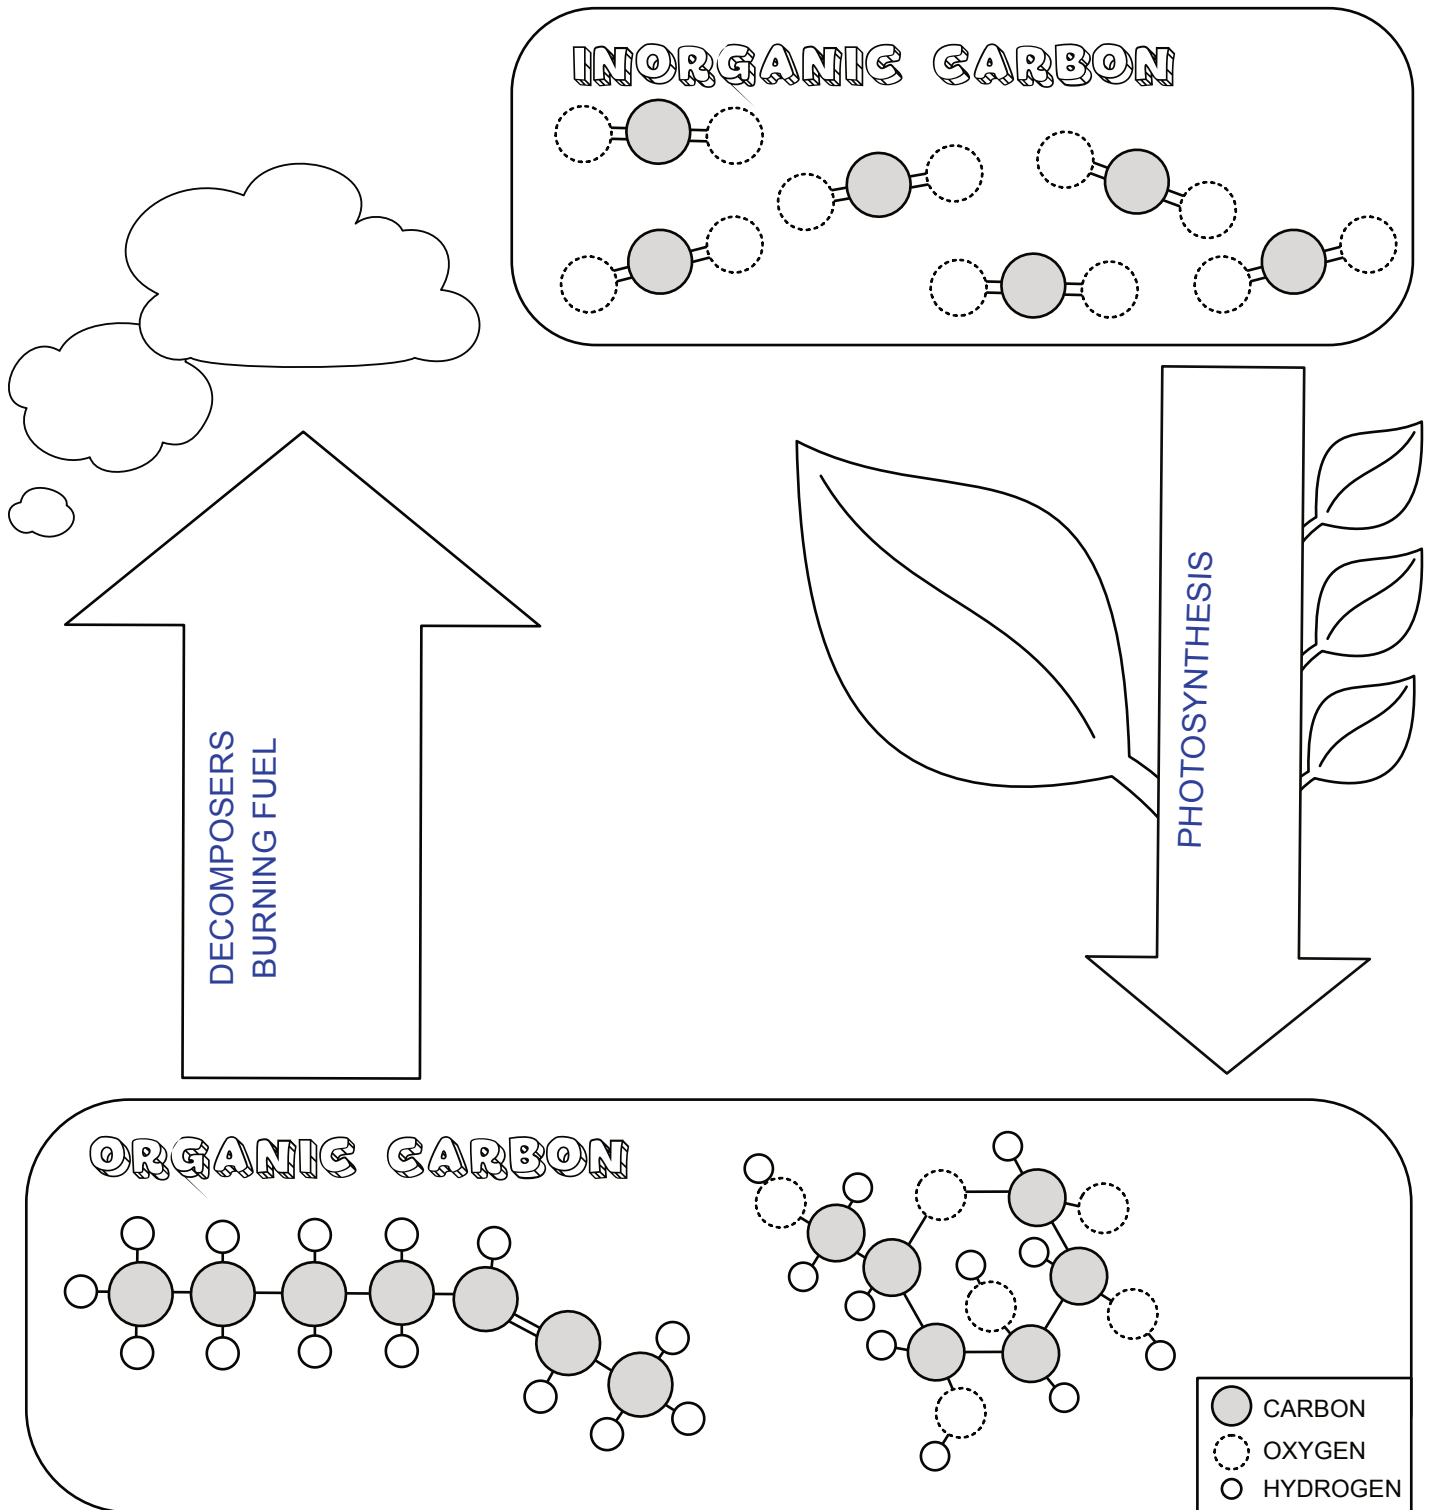 INORGANIC CARBON
PHOTOSYNTHESIS
DECOMPOSERS
BURNING FUEL
ORGANIC CARBON
CARBON
OXYGEN
HYDROGEN